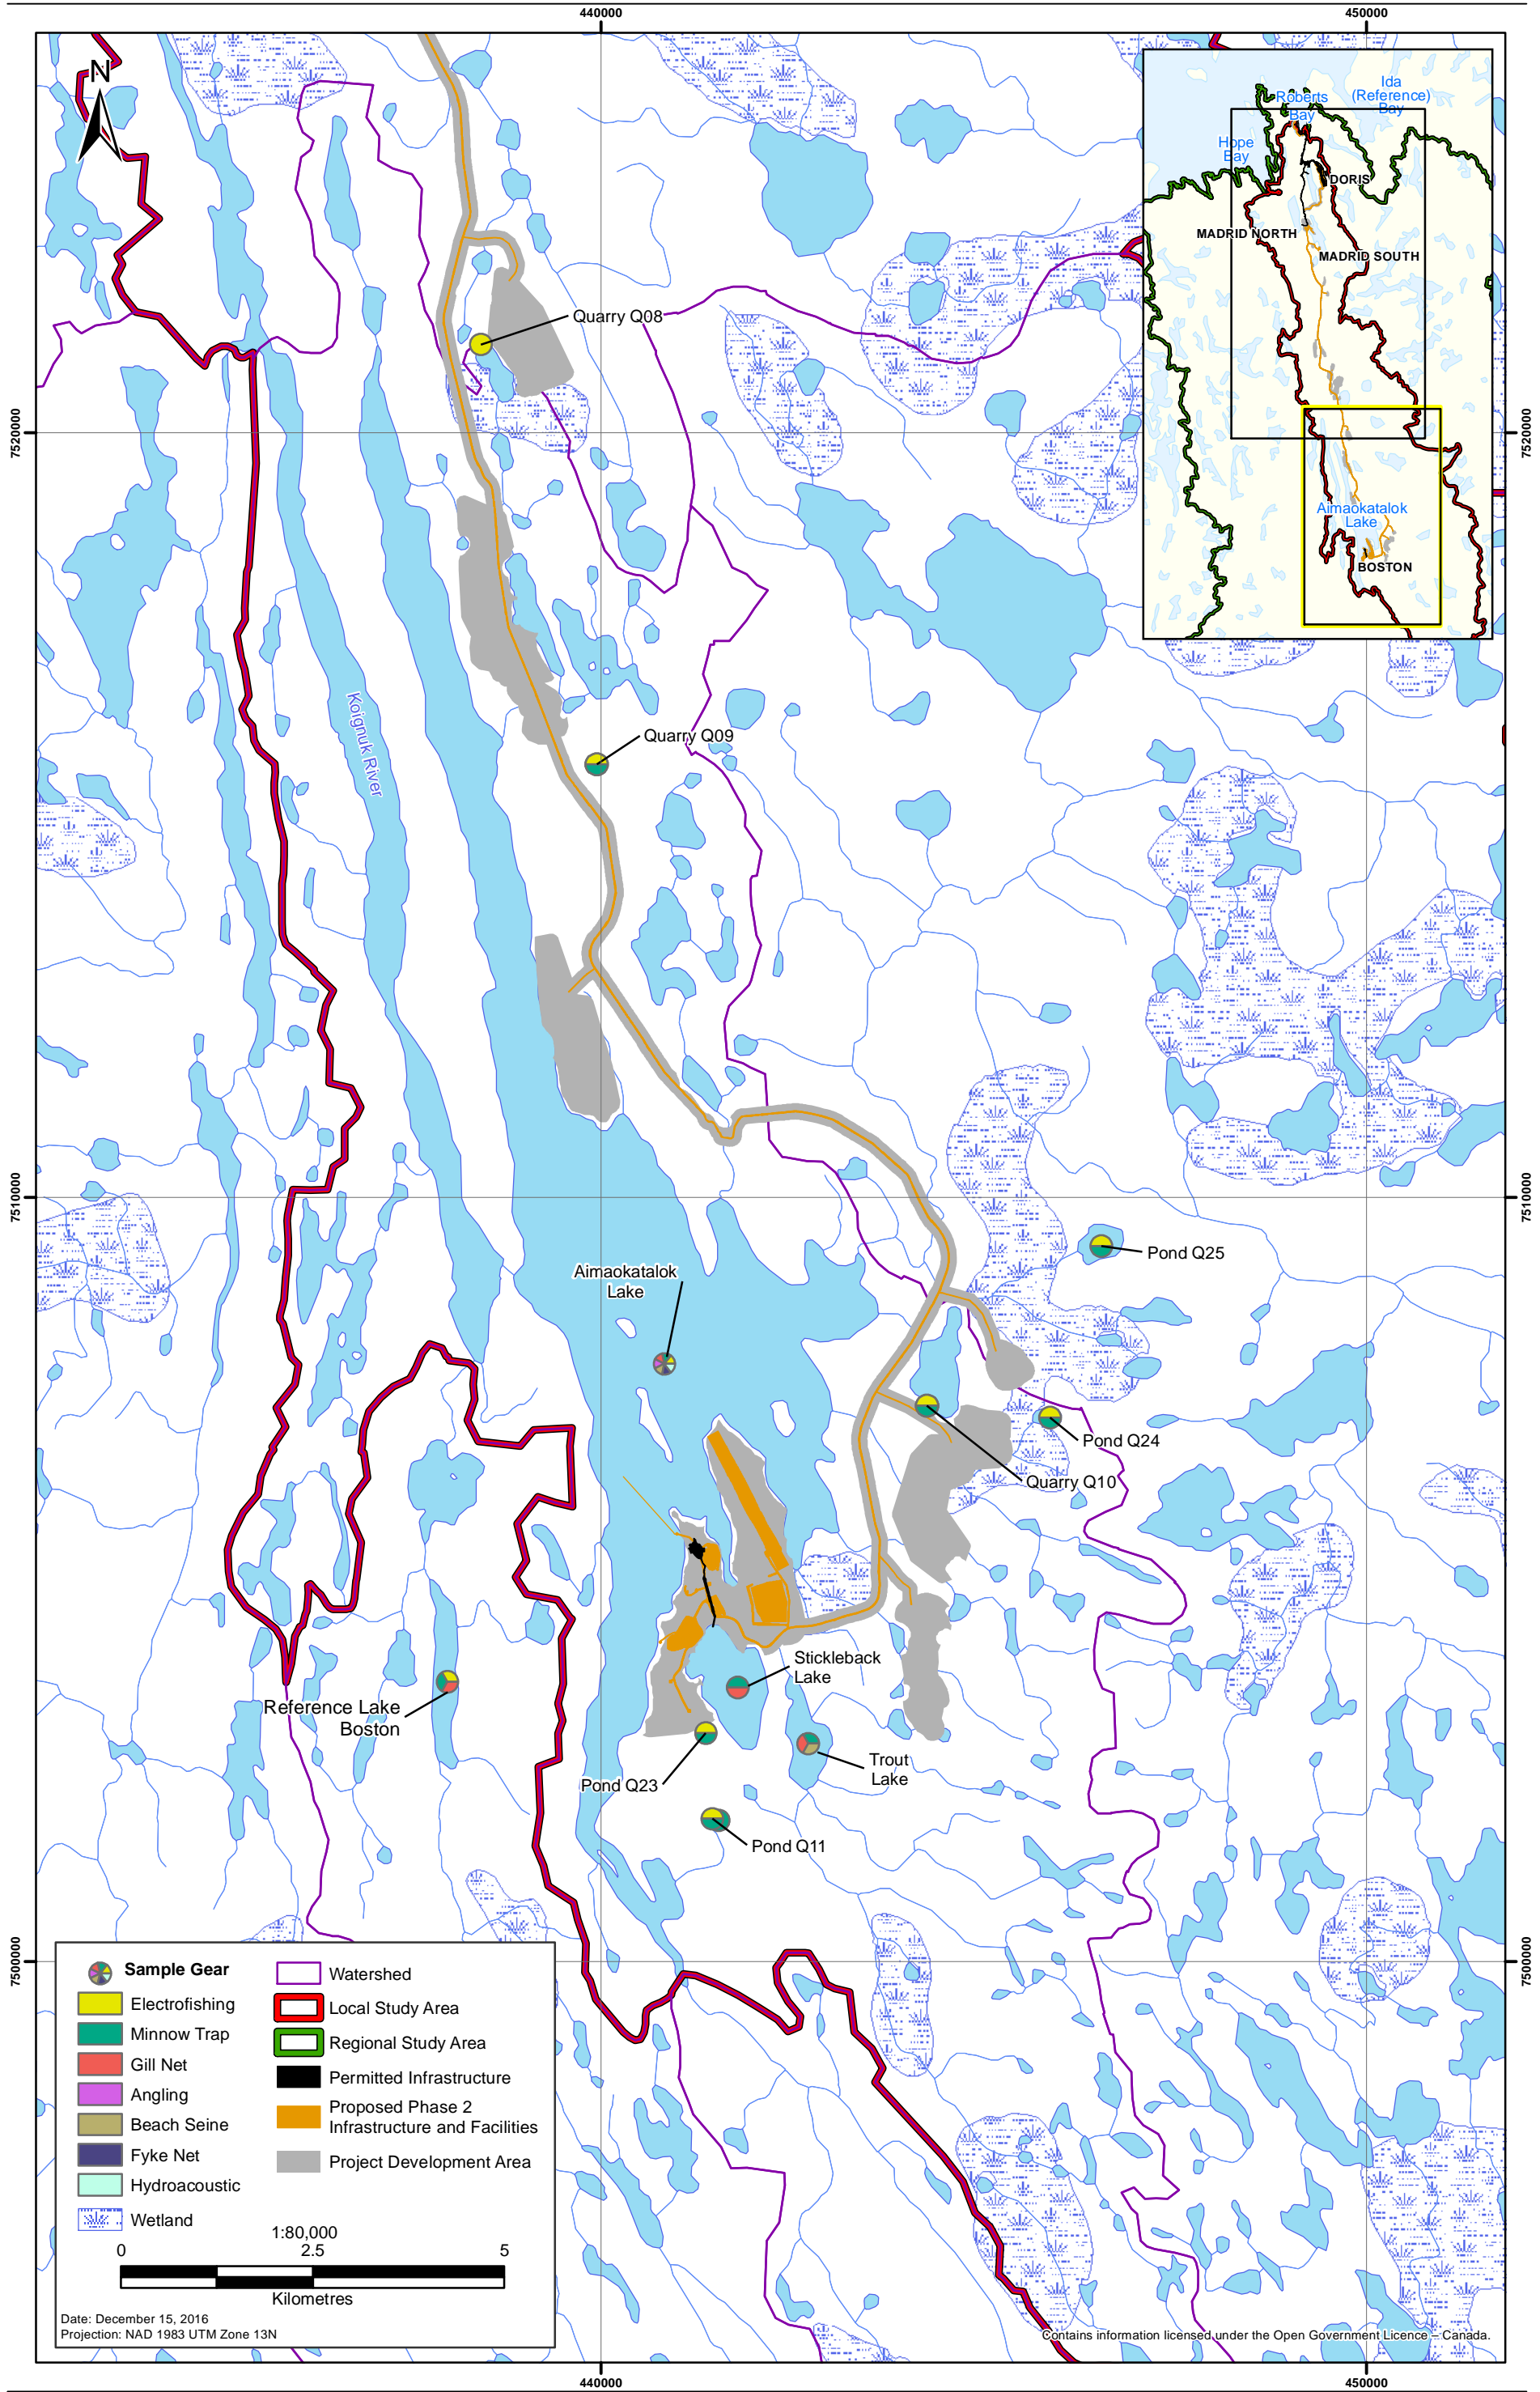 440000
450000
N
Roberts
Bay
Ida
(Reference)
Bay
Hope
Bay
DORIS
MADRID NORTH
MADRID SOUTH
Aimaokatalok
Lake
BOSTON
Quarry Q08
7520000
7520000
Koignuk River
Quarry Q09
7510000
7510000
Pond Q25
Aimaokatalok
Lake
Pond Q24
Quarry Q10
Stickleback
Lake
Reference Lake
Boston
Trout
Lake
Pond Q23
Pond Q11
7500000
7500000
Sample Gear
Electrofishing
Minnow Trap
Gill Net
Angling
Beach Seine
Fyke Net
Hydroacoustic
Wetland
Watershed
Local Study Area
Regional Study Area
Permitted Infrastructure
Proposed Phase 2
Infrastructure and Facilities
Project Development Area
1:80,000
0 2.5 5
Kilometres
Date: December 15, 2016
Projection: NAD 1983 UTM Zone 13N
Contains information licensed under the Open Government Licence – Canada.
440000
450000